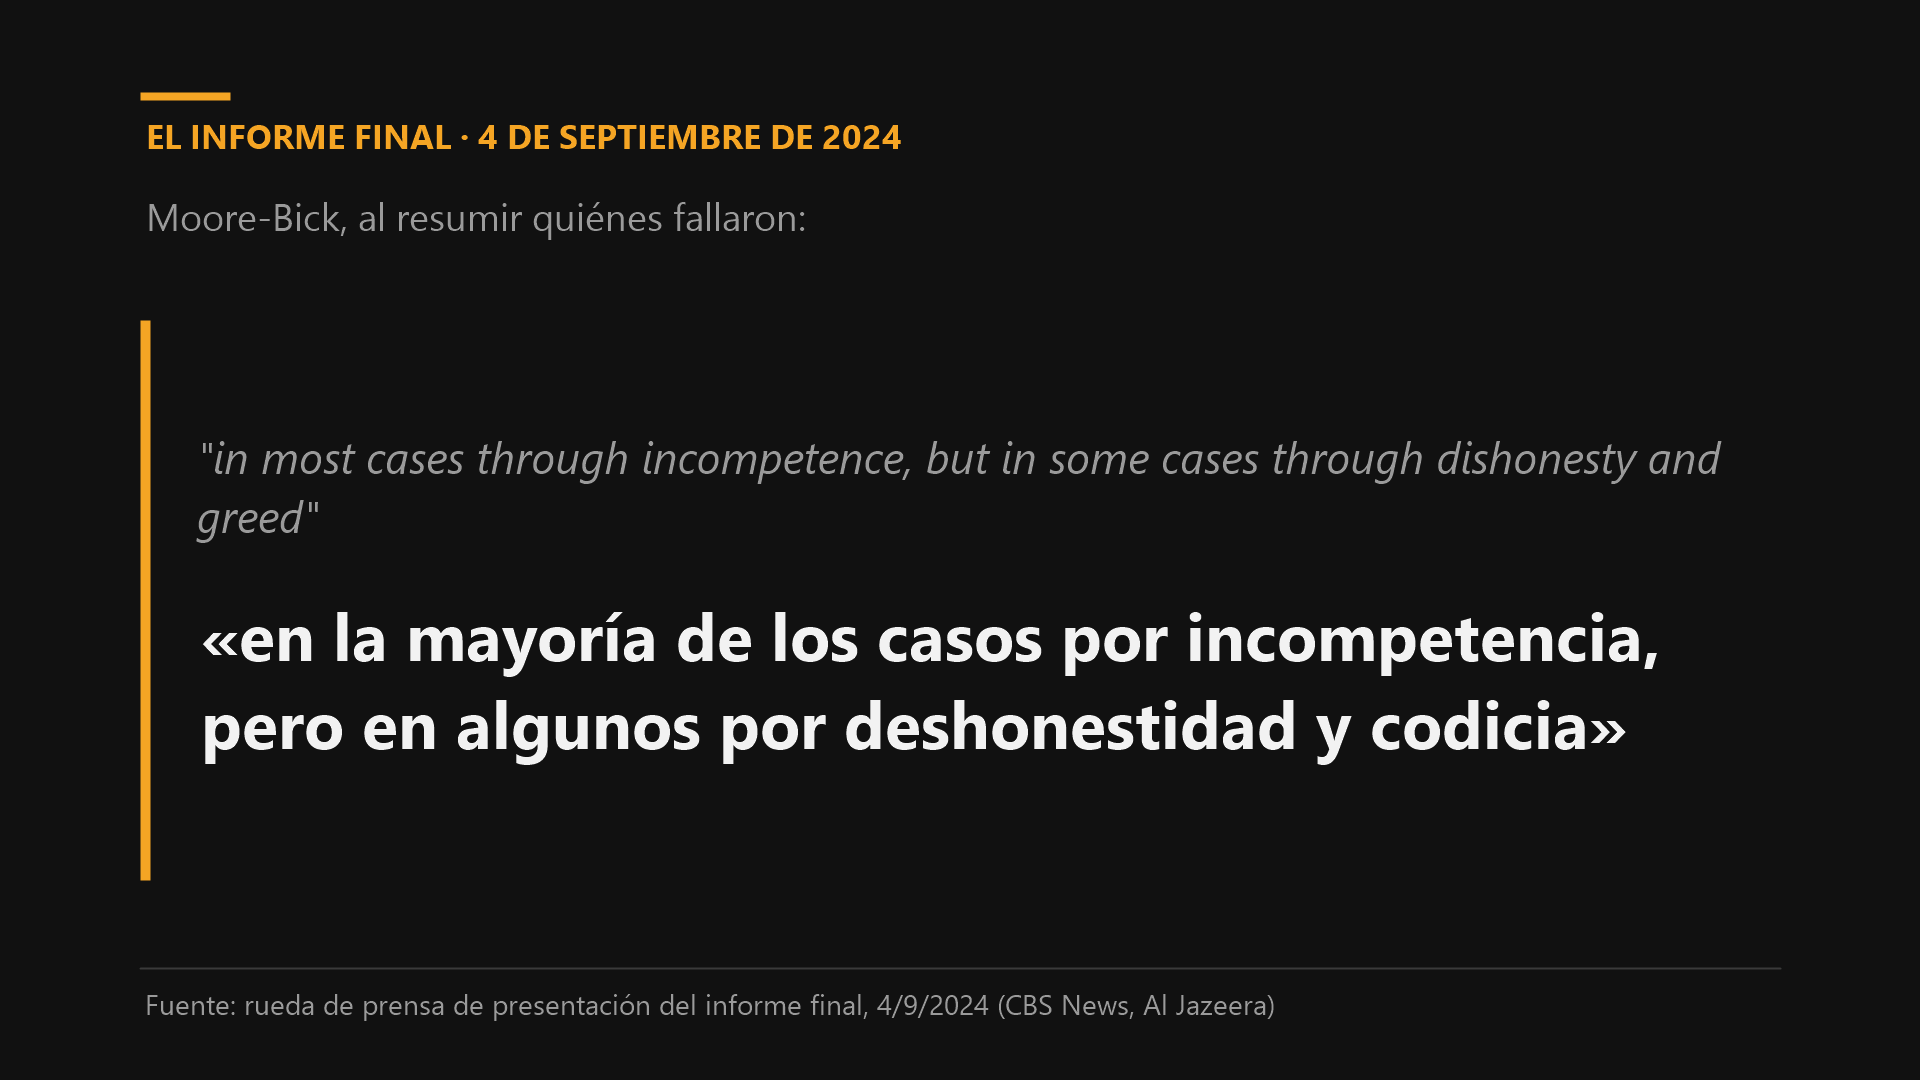 EL INFORME FINAL · 4 DE SEPTIEMBRE DE 2024
Moore-Bick, al resumir quiénes fallaron:
"in most cases through incompetence, but in some cases through dishonesty and
greed"
«en la mayoría de los casos por incompetencia,
pero en algunos por deshonestidad y codicia»
Fuente: rueda de prensa de presentación del informe final, 4/9/2024 (CBS News, Al Jazeera)